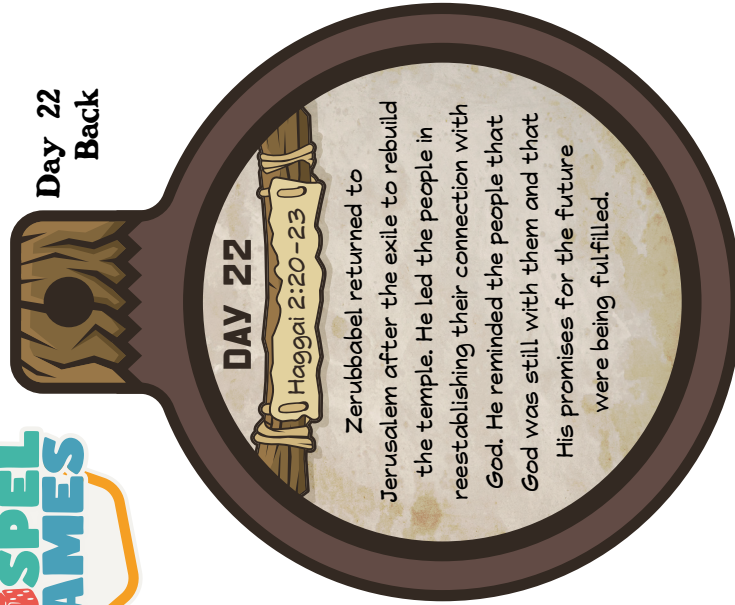 Day 22
Back
DAY 22
Haggai 2:20-23
Zerubbabel returned to
Jerusalem after the exile to rebuild
the temple. He led the people in
reestablishing their connection with
God. He reminded the people that
God was still with them and that
His promises for the future
were being fulfilled.
SPEL
AMES